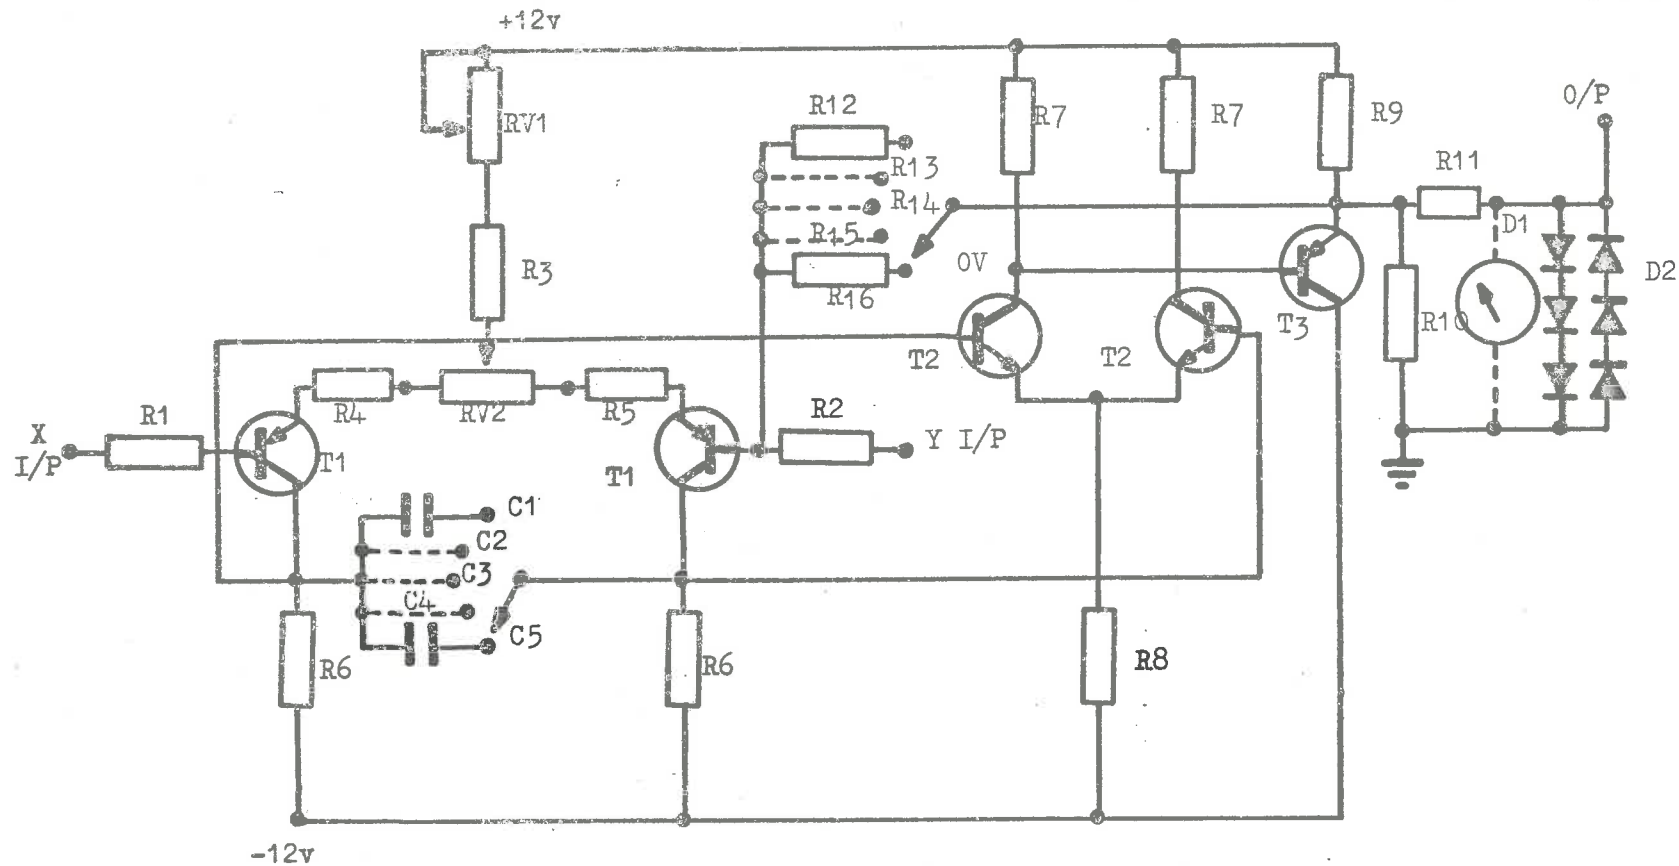 +12v
O/P
R12
RV1
R7
R7
R9
R13
R11
R14
D1
R15
R3
0V
D2
R16
R10
T3
T2
T2
R4
RV2
R5
R2
R1
X
I/P
Y I/P
T1
T1
C1
C2
C3
C4
C5
R6
R6
R8
-12v